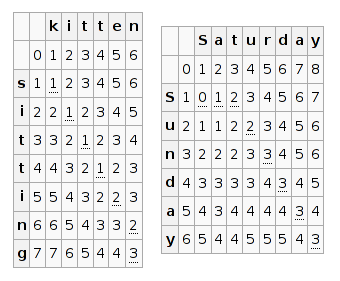 k i t t e n
0 1 2 3 4 5 6
s 1 1 2 3 4 5 6
i 2 2 1 2 3 4 5
t 3 3 2 1 2 3 4
t 4 4 3 2 1 2 3
i 5 5 4 3 2 2 3
n 6 6 5 4 3 3 2
g 7 7 6 5 4 4 3
S a t u r d a y
0 1 2 3 4 5 6 7 8
S 1 0 1 2 3 4 5 6 7
u 2 1 1 2 2 3 4 5 6
n 3 2 2 2 3 3 4 5 6
d 4 3 3 3 3 4 3 4 5
a 5 4 3 4 4 4 4 3 4
y 6 5 4 4 5 5 5 4 3